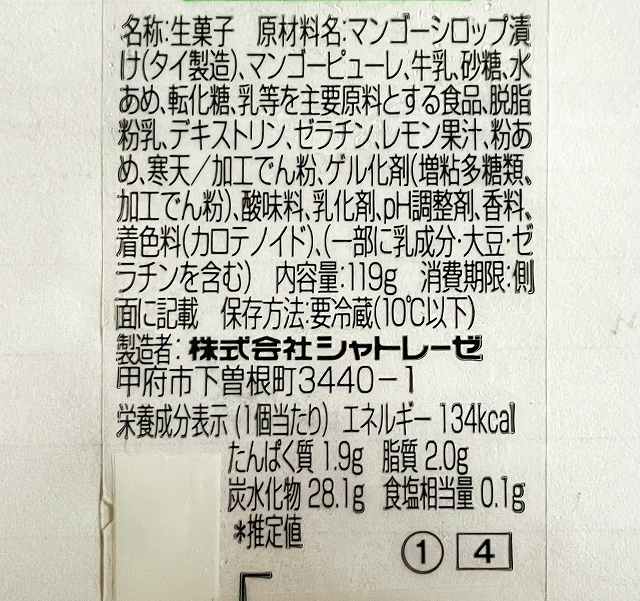 名称:生菓子　原材料名:マンゴーシロップ漬
け(タイ製造)、マンゴーピューレ、牛乳、砂糖、水
あめ、転化糖、乳等を主要原料とする食品、脱脂
粉乳、デキストリン、ゼラチン、レモン果汁、粉あ
め、寒天／加工でん粉、ゲル化剤(増粘多糖類、
加工でん粉)、酸味料、乳化剤、pH調整剤、香料、
着色料(カロテノイド)、(一部に乳成分・大豆・ゼ
ラチンを含む)　内容量:119g　消費期限:側
面に記載　保存方法:要冷蔵(10℃以下)
製造者:株式会社シャトレーゼ
甲府市下曽根町3440-1
栄養成分表示(1個当たり)　エネルギー134kcal
たんぱく質1.9g　脂質2.0g
炭水化物28.1g　食塩相当量0.1g
*推定値
① 4